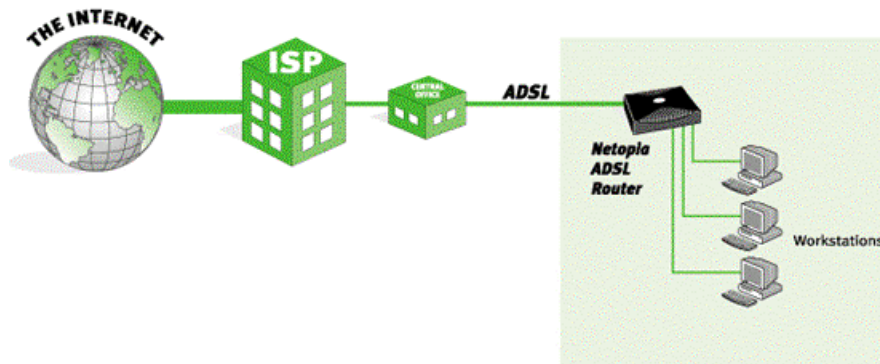 THE INTERNET
ISP
CENTRAL
OFFICE
ADSL
Netopia
ADSL
Router
Workstations